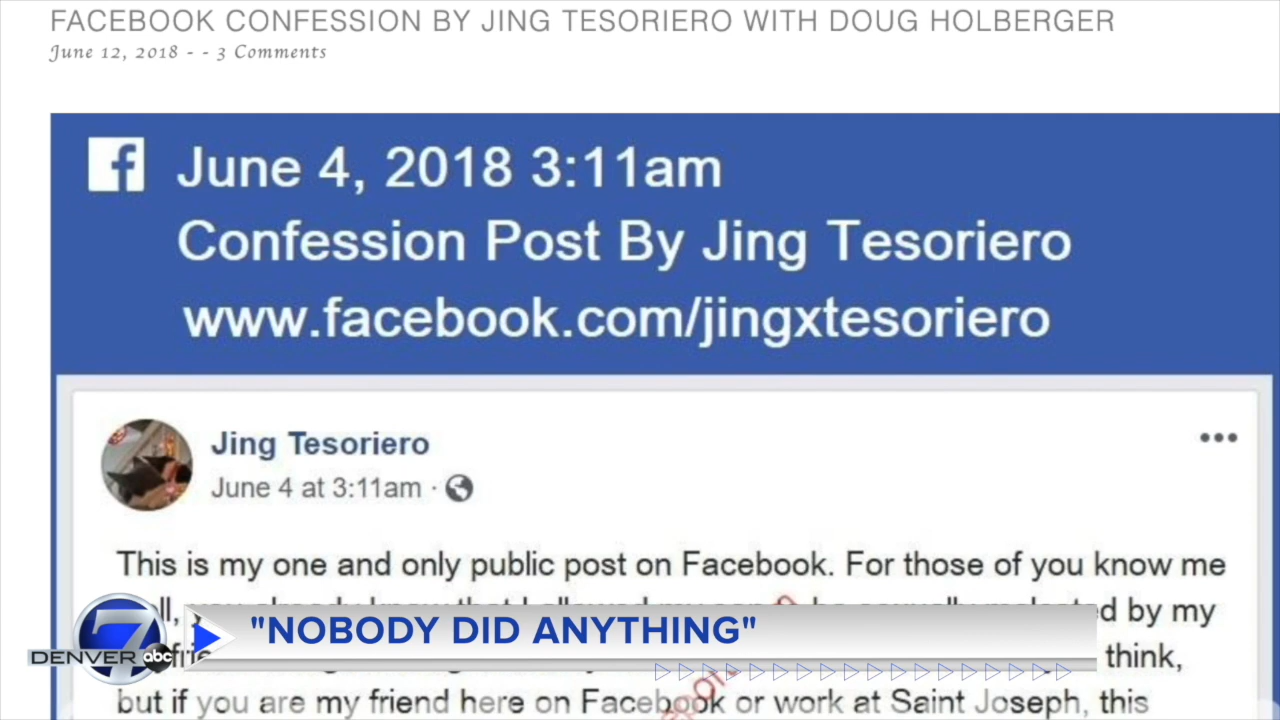 FACEBOOK CONFESSION BY JING TESORIERO WITH DOUG HOLBERGER
June 12, 2018 - - 3 Comments
f June 4, 2018 3:11am
Confession Post By Jing Tesoriero
www.facebook.com/jingxtesoriero
Jing Tesoriero
June 4 at 3:11am ·
This is my one and only public post on Facebook. For those of you know me
by my
"NOBODY DID ANYTHING"
7
DENVER abc
think,
but if you are my friend here on Facebook or work at Saint Joseph, this